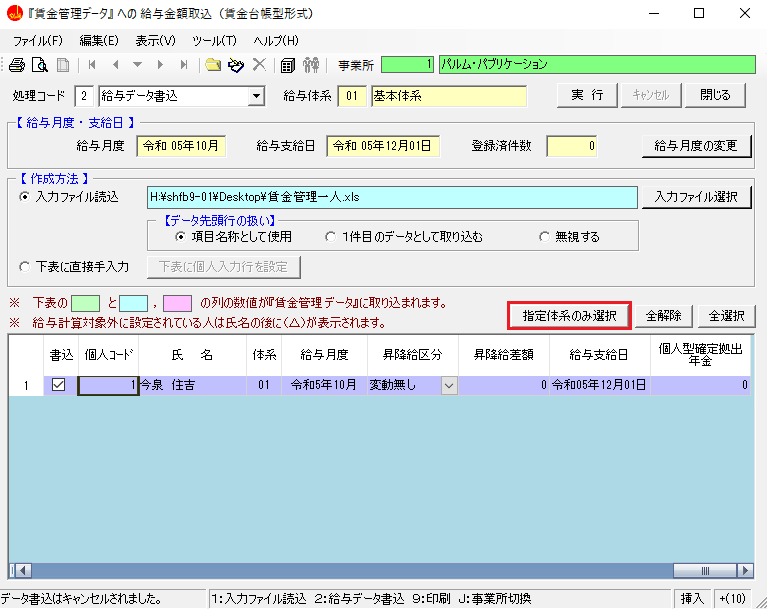 『賃金管理データ』への 給与金額取込（賃金台帳型形式）
ファイル(F) 編集(E) 表示(V) ツール(T) ヘルプ(H)
事業所 1 パルム・パブリケーション
処理コード 2 給与データ書込 給与体系 01 基本体系 実 行 キャンセル 閉じる
【 給与月度・支給日 】
給与月度 令和 05年10月 給与支給日 令和 05年12月01日 登録済件数 0 給与月度の変更
【 作成方法 】
入力ファイル読込 H:¥shfb9-01¥Desktop¥賃金管理一人.xls 入力ファイル選択
【データ先頭行の扱い】
項目名称として使用 1件目のデータとして取り込む 無視する
下表に直接手入力 下表に個人入力行を設定
※ 下表の と , の列の数値が『賃金管理データ』に取り込まれます。
※ 給与計算対象外に設定されている人は氏名の後に(△)が表示されます。
指定体系のみ選択 全解除 全選択
書込 個人コード 氏 名 体系 給与月度 昇降給区分 昇降給差額 給与支給日 個人型確定拠出年金
1 1 今泉 住吉 01 令和5年10月 変動無し 0 令和05年12月01日 0
データ書込はキャンセルされました。 1:入力ファイル読込 2:給与データ書込 9:印刷 J:事業所切換 挿入 +(10)